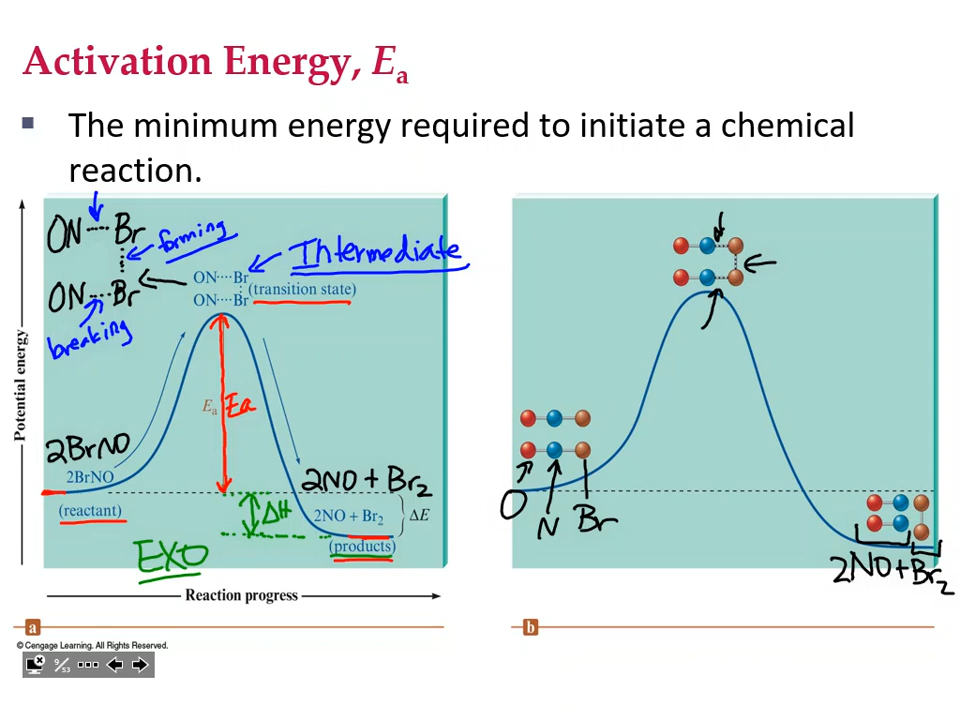 Activation Energy, Ea
▪ The minimum energy required to initiate a chemical
reaction.
ON····Br
forming
ON····Br
breaking
Intermediate
ON····Br
ON····Br (transition state)
Potential energy
Ea Ea
2BrNO
2BrNO
(reactant)
2NO + Br2
2NO + Br2
ΔE
ΔH
(products)
EXO
Reaction progress
a
O
N
Br
2NO + Br2
b
© Cengage Learning. All Rights Reserved.
9/53